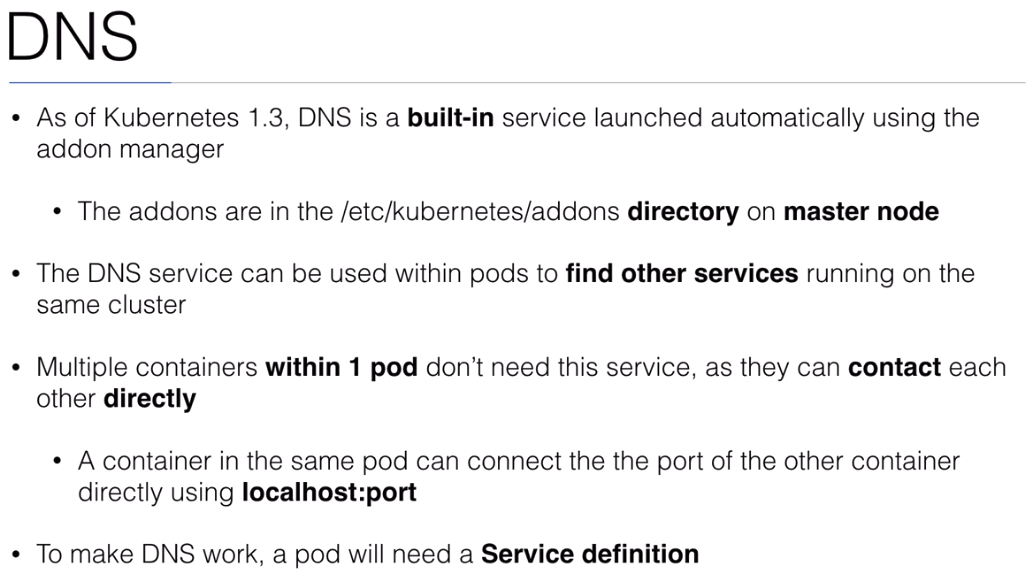 DNS
• As of Kubernetes 1.3, DNS is a built-in service launched automatically using the
addon manager
• The addons are in the /etc/kubernetes/addons directory on master node
• The DNS service can be used within pods to find other services running on the
same cluster
• Multiple containers within 1 pod don't need this service, as they can contact each
other directly
• A container in the same pod can connect the the port of the other container
directly using localhost:port
• To make DNS work, a pod will need a Service definition